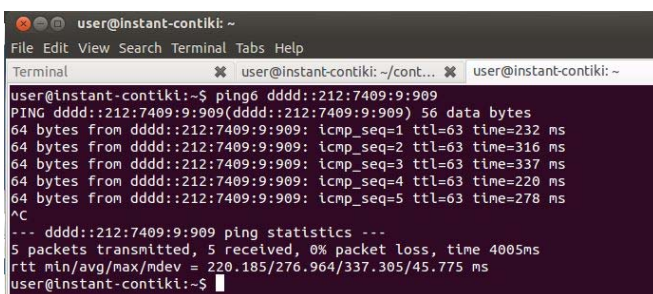 user@instant-contiki: ~
File Edit View Search Terminal Tabs Help
Terminal ✖ user@instant-contiki: ~/cont... ✖ user@instant-contiki: ~
user@instant-contiki:~$ ping6 dddd::212:7409:9:909
PING dddd::212:7409:9:909(dddd::212:7409:9:909) 56 data bytes
64 bytes from dddd::212:7409:9:909: icmp_seq=1 ttl=63 time=232 ms
64 bytes from dddd::212:7409:9:909: icmp_seq=2 ttl=63 time=316 ms
64 bytes from dddd::212:7409:9:909: icmp_seq=3 ttl=63 time=337 ms
64 bytes from dddd::212:7409:9:909: icmp_seq=4 ttl=63 time=220 ms
64 bytes from dddd::212:7409:9:909: icmp_seq=5 ttl=63 time=278 ms
^C
--- dddd::212:7409:9:909 ping statistics ---
5 packets transmitted, 5 received, 0% packet loss, time 4005ms
rtt min/avg/max/mdev = 220.185/276.964/337.305/45.775 ms
user@instant-contiki:~$